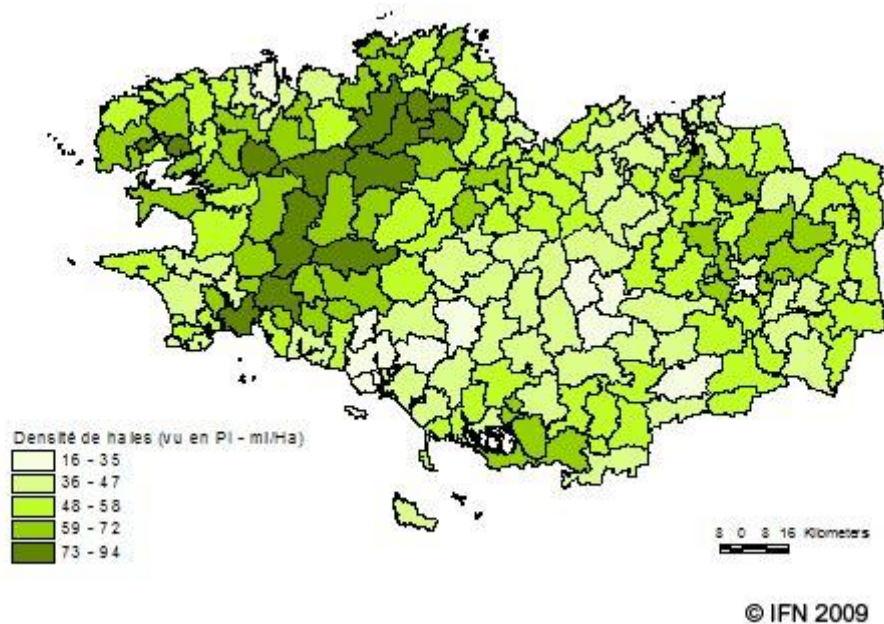 Densité de haies (vu en PI - ml/Ha)
16 - 35
36 - 47
48 - 58
59 - 72
73 - 94
8 0 8 16 Kilometers
© IFN 2009